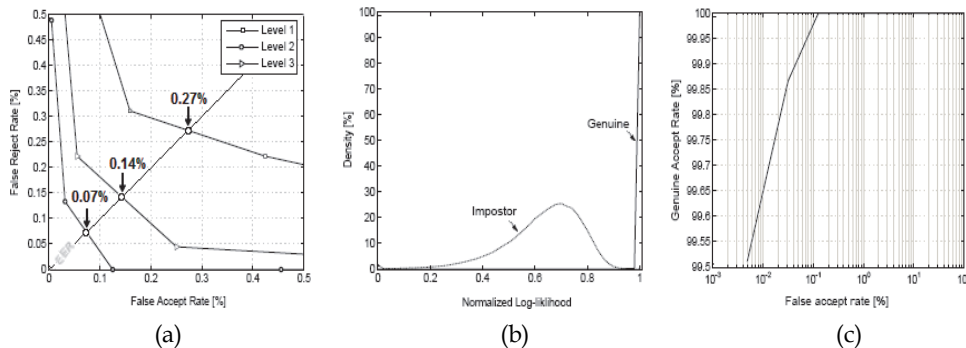 0.5
0.45
0.4
0.35
0.3
0.25
0.2
0.15
0.1
0.05
0
False Reject Rate [%]
Level 1
Level 2
Level 3
0.27%
0.14%
0.07%
EER
0 0.1 0.2 0.3 0.4 0.5
False Accept Rate [%]
(a)
100
90
80
70
60
50
40
30
20
10
0
Density [%]
Genuine
Impostor
0 0.2 0.4 0.6 0.8 1
Normalized Log-liklihood
(b)
100
99.95
99.9
99.85
99.8
99.75
99.7
99.65
99.6
99.55
99.5
Genuine Accept Rate [%]
10⁻³ 10⁻² 10⁻¹ 10⁰ 10¹ 10²
False accept rate [%]
(c)